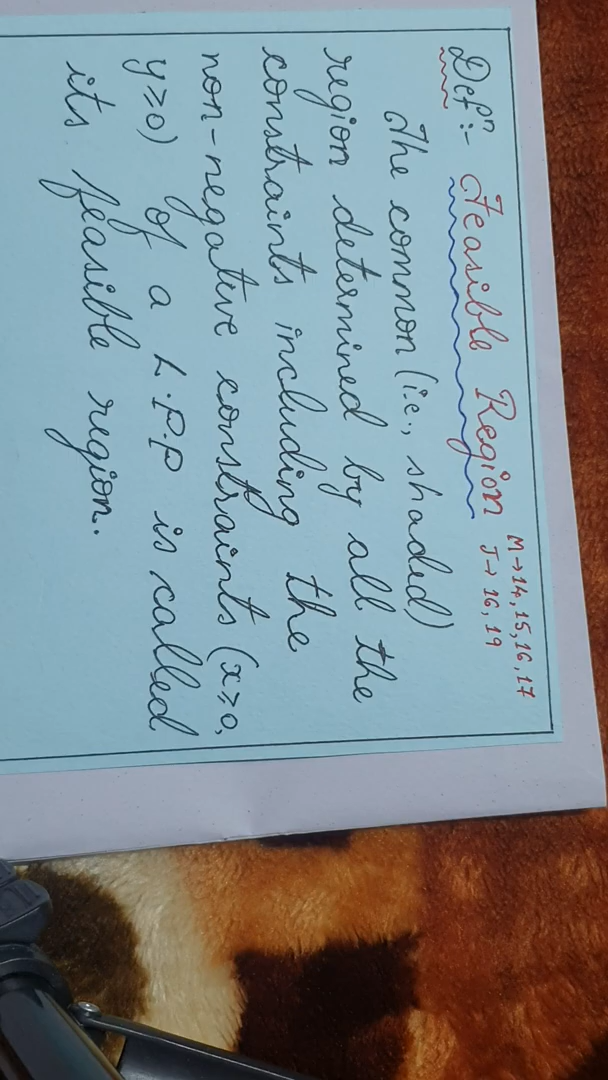 Defⁿ :- Feasible Region M→14, 15, 16, 17
J→ 16, 19
The common (i.e., shaded)
region determined by all the
constraints including the
non-negative constraints (x≥0,
y≥0) of a L.P.P is called
its feasible region.